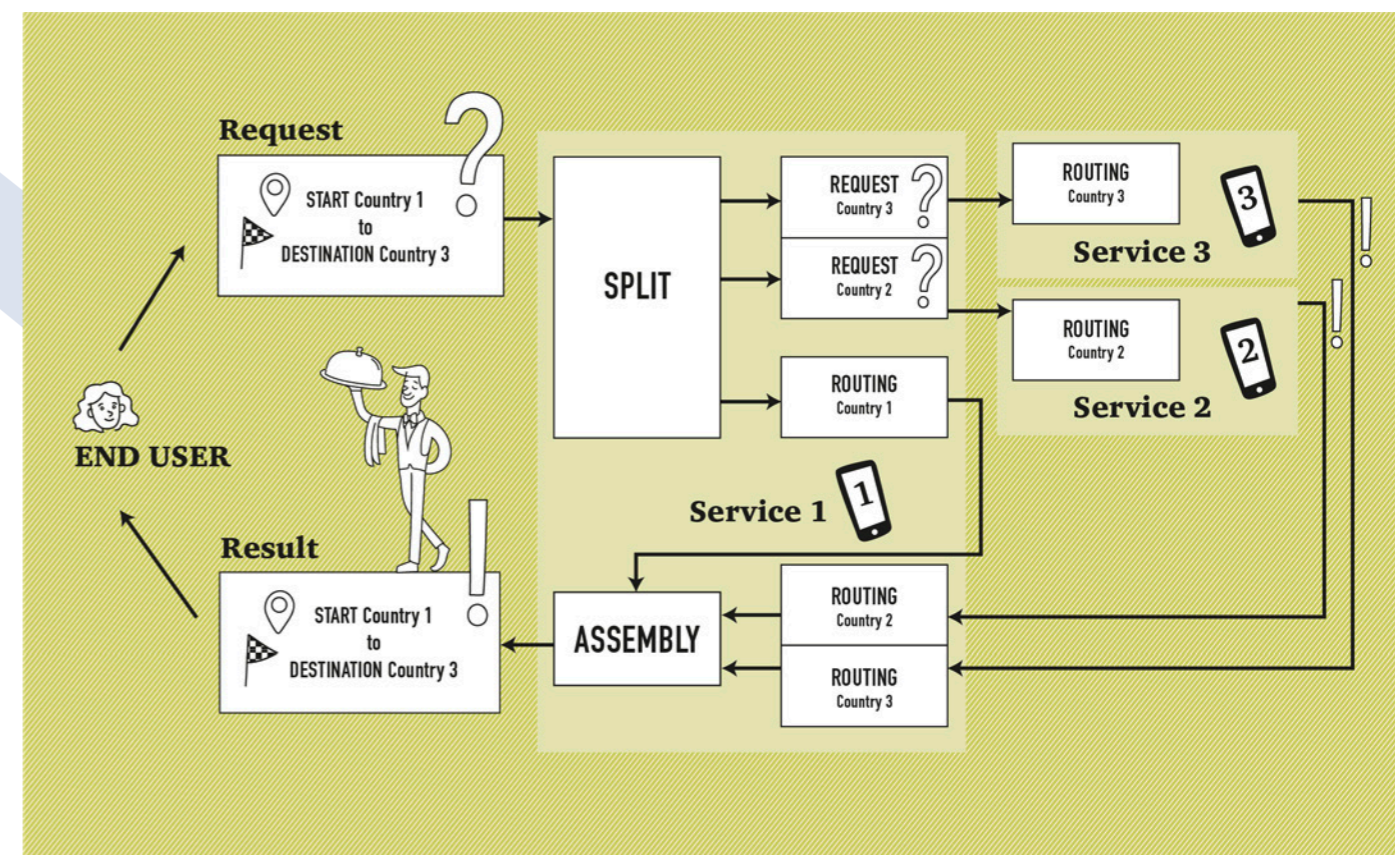 Request
START Country 1
to
DESTINATION Country 3
SPLIT
REQUEST
Country 3
REQUEST
Country 2
ROUTING
Country 1
ROUTING
Country 3
3
Service 3
ROUTING
Country 2
2
Service 2
END USER
Service 1
1
Result
START Country 1
to
DESTINATION Country 3
ASSEMBLY
ROUTING
Country 2
ROUTING
Country 3